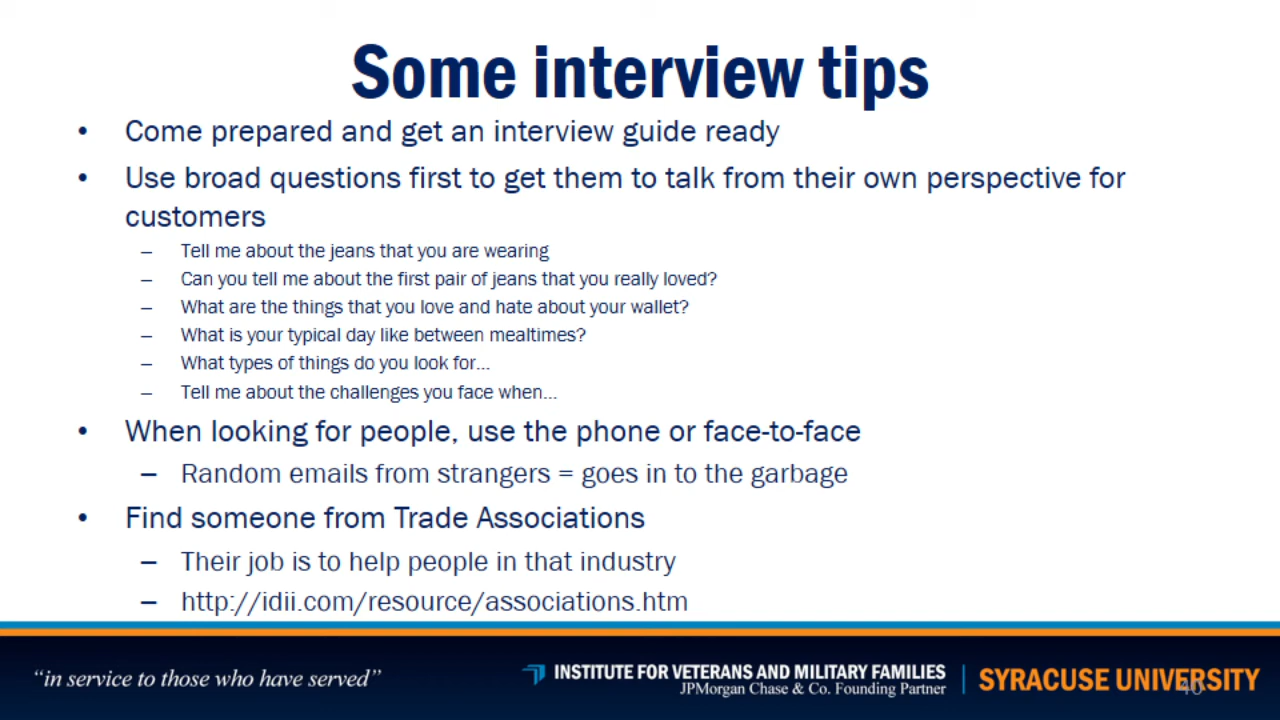 Some interview tips
• Come prepared and get an interview guide ready
• Use broad questions first to get them to talk from their own perspective for
customers
– Tell me about the jeans that you are wearing
– Can you tell me about the first pair of jeans that you really loved?
– What are the things that you love and hate about your wallet?
– What is your typical day like between mealtimes?
– What types of things do you look for...
– Tell me about the challenges you face when...
• When looking for people, use the phone or face-to-face
– Random emails from strangers = goes in to the garbage
• Find someone from Trade Associations
– Their job is to help people in that industry
– http://idii.com/resource/associations.htm
“in service to those who have served”
INSTITUTE FOR VETERANS AND MILITARY FAMILIES
JPMorgan Chase & Co. Founding Partner
SYRACUSE UNIVERSITY
40